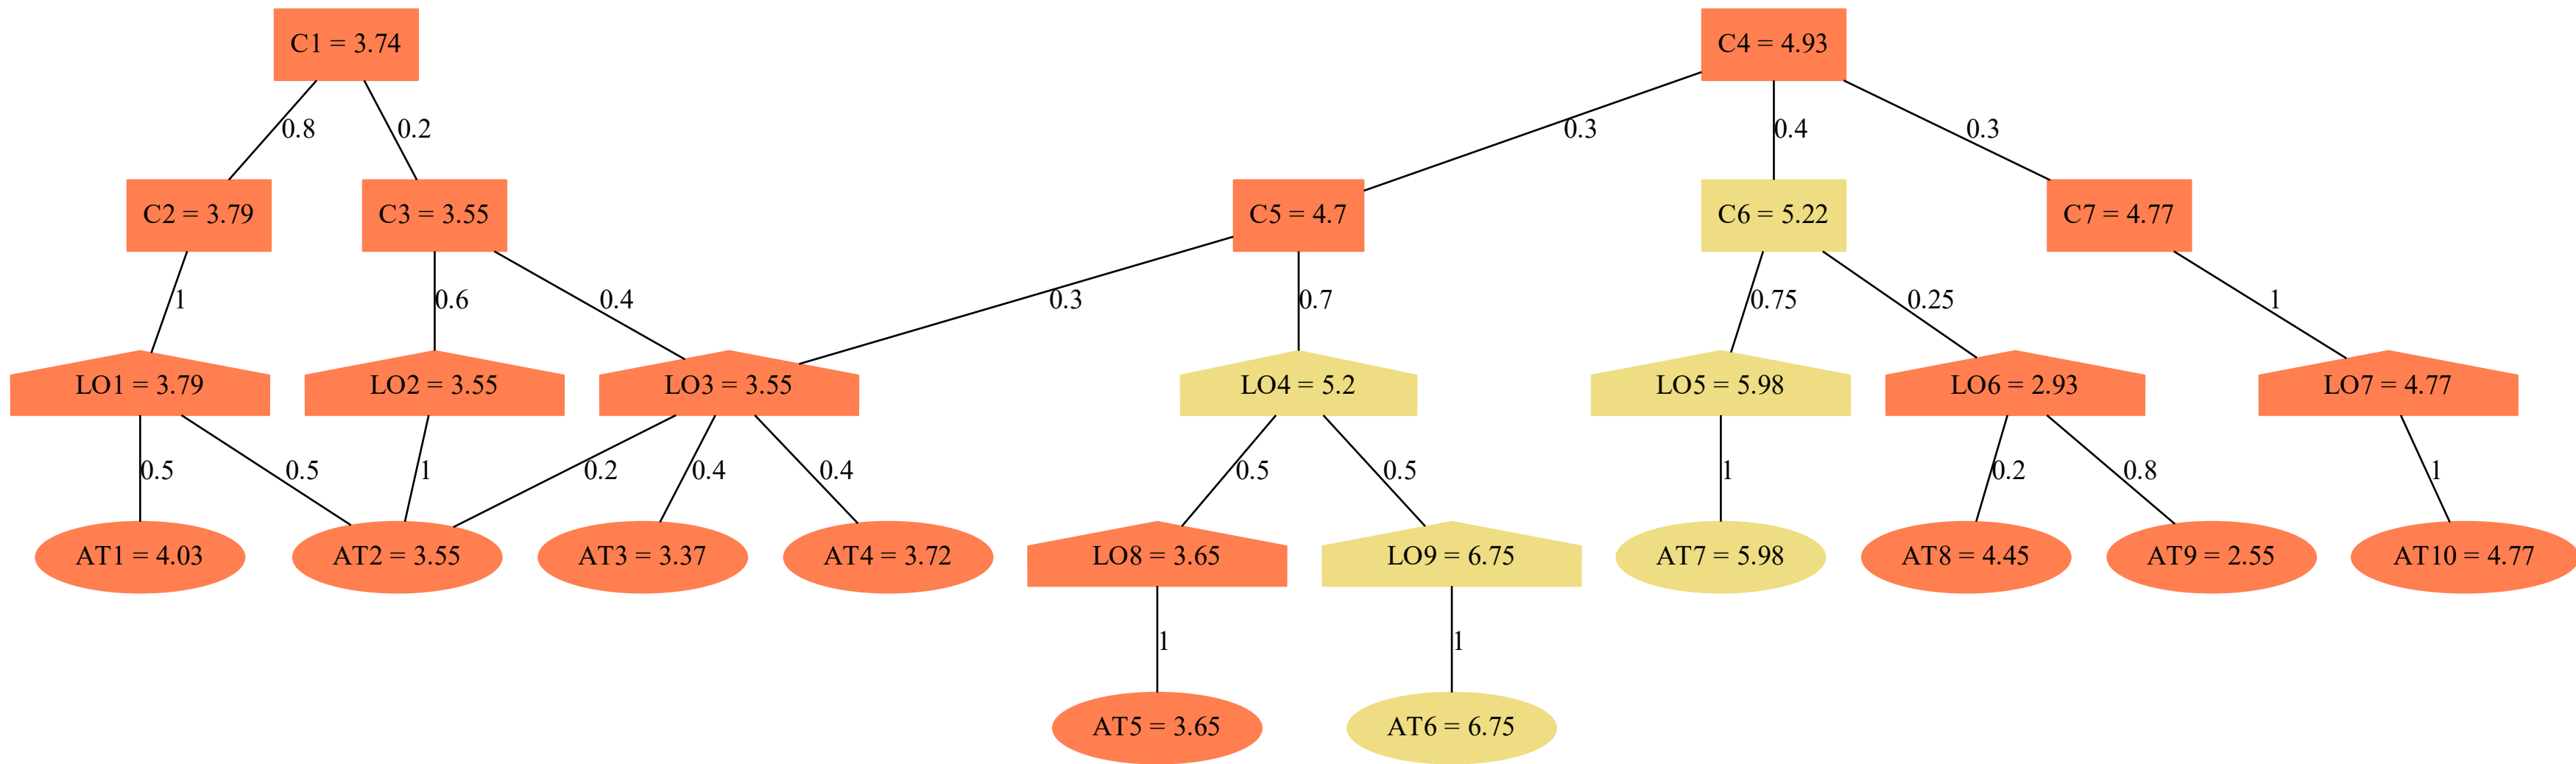 C1 = 3.74
C4 = 4.93
0.8
0.2
0.3
0.4
0.3
C2 = 3.79
C3 = 3.55
C5 = 4.7
C6 = 5.22
C7 = 4.77
1
0.6
0.4
0.3
0.7
0.75
0.25
1
LO1 = 3.79
LO2 = 3.55
LO3 = 3.55
LO4 = 5.2
LO5 = 5.98
LO6 = 2.93
LO7 = 4.77
0.5
0.5
1
0.2
0.4
0.4
0.5
0.5
1
0.2
0.8
1
AT1 = 4.03
AT2 = 3.55
AT3 = 3.37
AT4 = 3.72
LO8 = 3.65
LO9 = 6.75
AT7 = 5.98
AT8 = 4.45
AT9 = 2.55
AT10 = 4.77
1
1
AT5 = 3.65
AT6 = 6.75